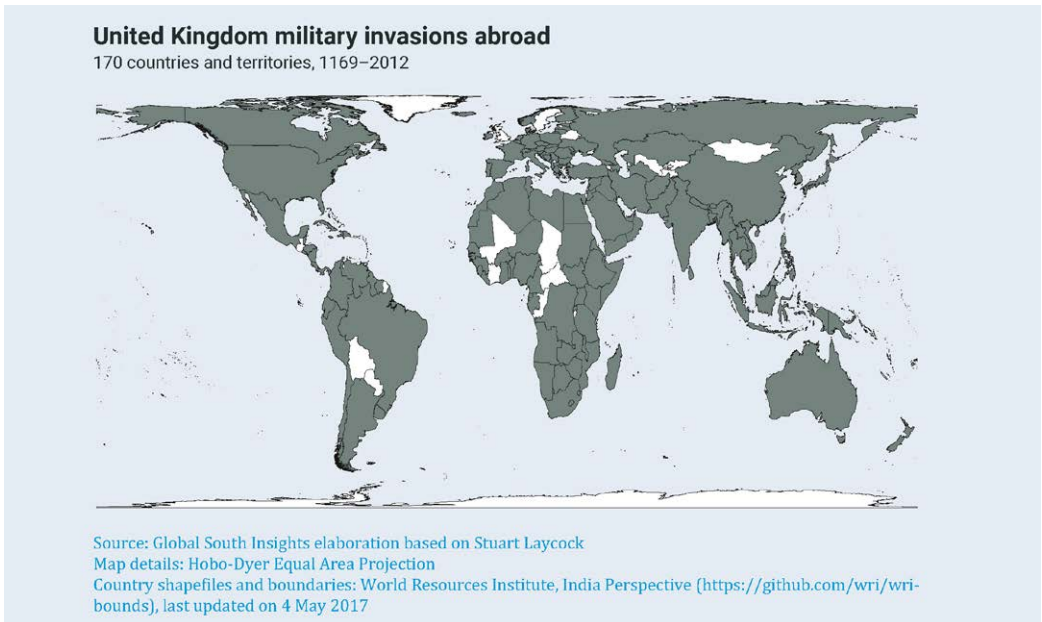 United Kingdom military invasions abroad
170 countries and territories, 1169–2012
Source: Global South Insights elaboration based on Stuart Laycock
Map details: Hobo-Dyer Equal Area Projection
Country shapefiles and boundaries: World Resources Institute, India Perspective (https://github.com/wri/wri-
bounds), last updated on 4 May 2017